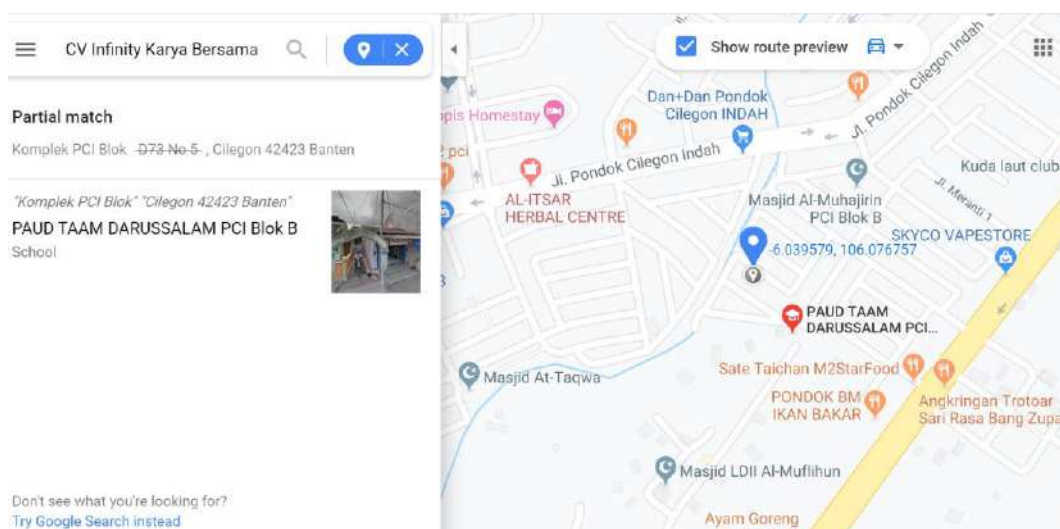 CV Infinity Karya Bersama
Partial match
Komplek PCI Blok D73 No 5 , Cilegon 42423 Banten
"Komplek PCI Blok" "Cilegon 42423 Banten"
PAUD TAAM DARUSSALAM PCI Blok B
School
Don't see what you're looking for?
Try Google Search instead
Show route preview
Jl. Pondok Cilegon Indah
pis Homestay
Dan+Dan Pondok
Cilegon INDAH
pci
Jl. Pondok Cilegon Indah
AL-ITSAR
HERBAL CENTRE
Masjid Al-Muhajirin
PCI Blok B
Kuda laut club
Jl. Meranti 1
SKYCO VAPESTORE
-6.039579, 106.076757
PAUD TAAM
DARUSSALAM PCI...
Masjid At-Taqwa
Sate Taichan M2StarFood
PONDOK BM
IKAN BAKAR
Angkringan Trotoar
Sari Rasa Bang Zupa
Masjid LDII Al-Muflihun
Ayam Goreng